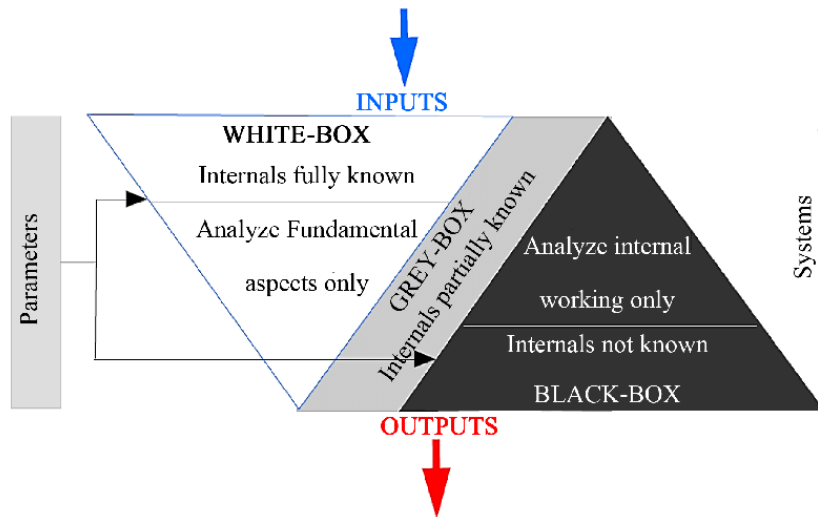 INPUTS
Parameters
WHITE-BOX
Internals fully known
Analyze Fundamental
aspects only
GREY-BOX
Internals partially known
Analyze internal
working only
Internals not known
BLACK-BOX
Systems
OUTPUTS